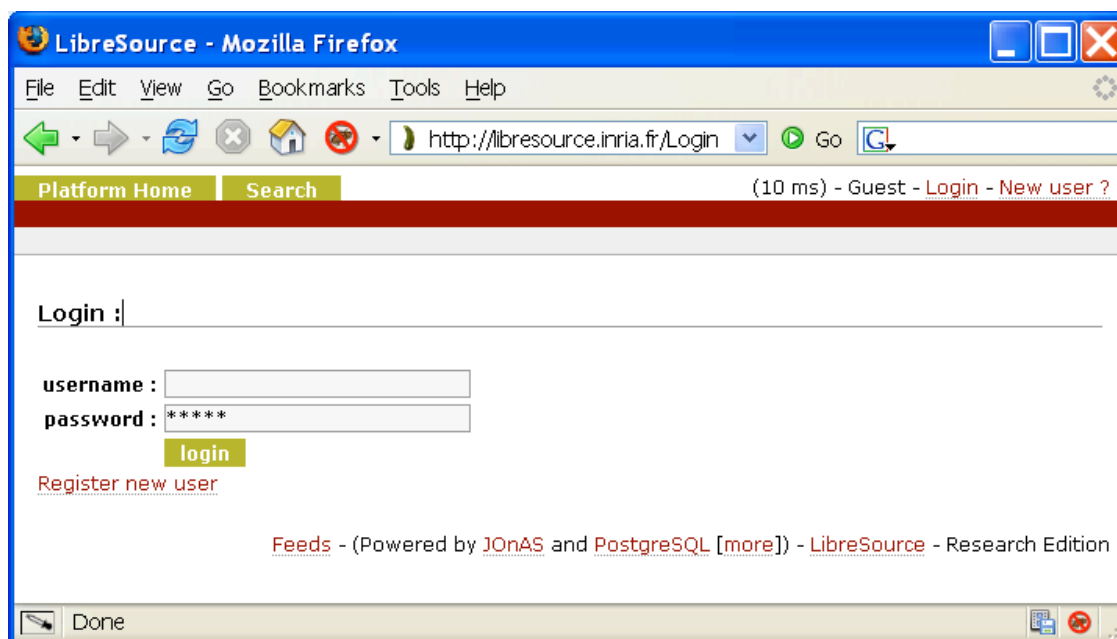 LibreSource - Mozilla Firefox
File Edit View Go Bookmarks Tools Help
http://libresource.inria.fr/Login Go G
Platform Home Search (10 ms) - Guest - Login - New user ?
Login :
username :
password : *****
login
Register new user
Feeds - (Powered by JOnAS and PostgreSQL [more]) - LibreSource - Research Edition
Done